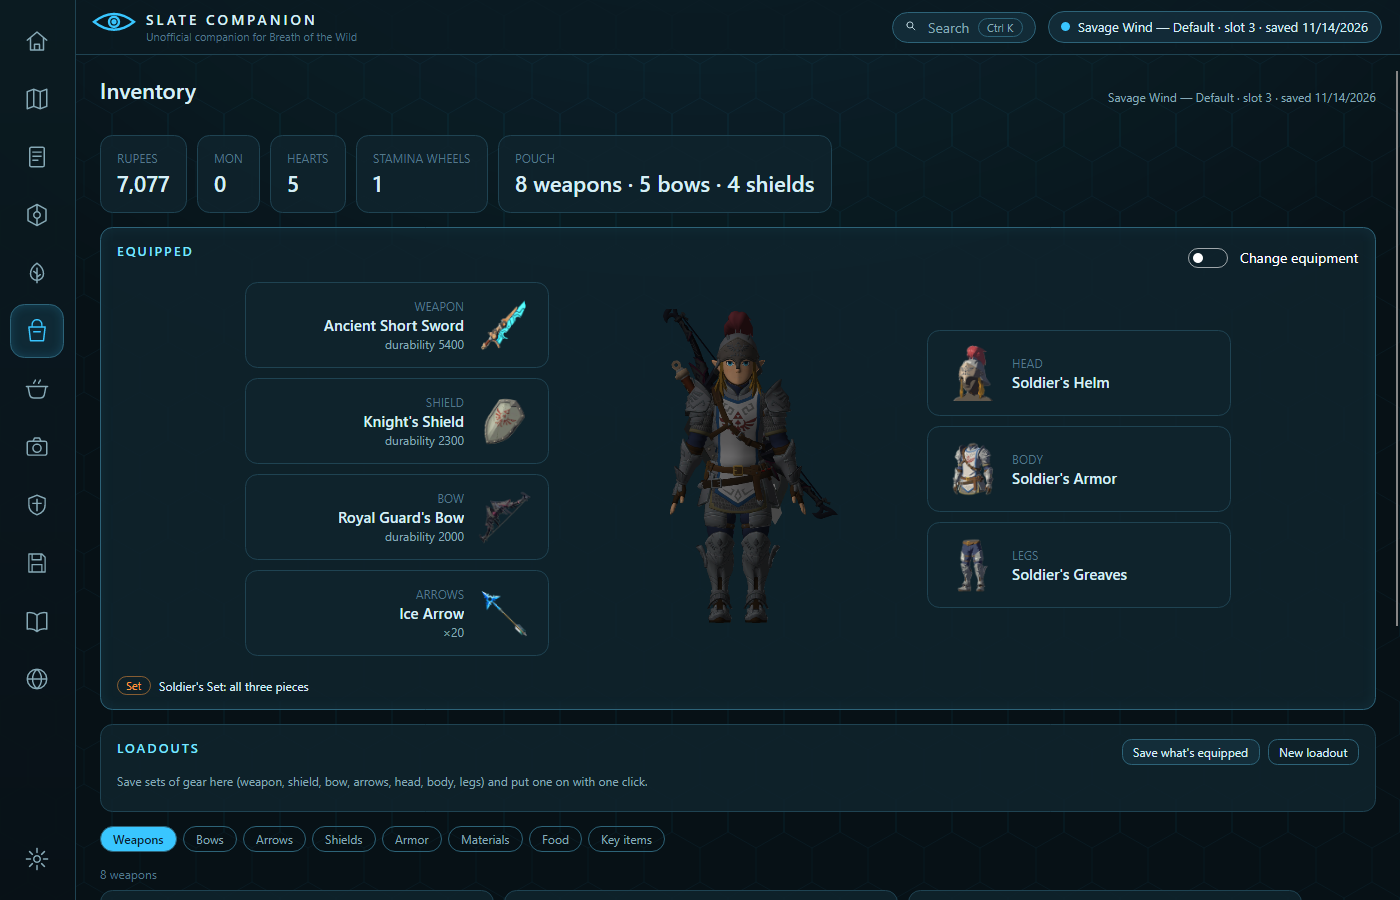 SLATE COMPANION
Unofficial companion for Breath of the Wild
Search Ctrl K
Savage Wind — Default · slot 3 · saved 11/14/2026
Inventory
Savage Wind — Default · slot 3 · saved 11/14/2026
RUPEES
7,077
MON
0
HEARTS
5
STAMINA WHEELS
1
POUCH
8 weapons · 5 bows · 4 shields
EQUIPPED
Change equipment
WEAPON
Ancient Short Sword
durability 5400
SHIELD
Knight's Shield
durability 2300
BOW
Royal Guard's Bow
durability 2000
ARROWS
Ice Arrow
×20
HEAD
Soldier's Helm
BODY
Soldier's Armor
LEGS
Soldier's Greaves
Set Soldier's Set: all three pieces
LOADOUTS
Save what's equipped
New loadout
Save sets of gear here (weapon, shield, bow, arrows, head, body, legs) and put one on with one click.
Weapons Bows Arrows Shields Armor Materials Food Key items
8 weapons